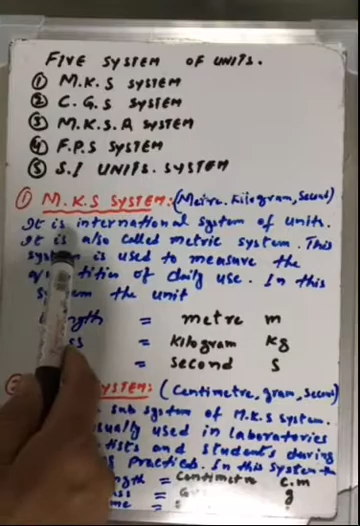 FIVE SYSTEM OF UNITS.
① M.K.S SYSTEM
② C.G.S SYSTEM
③ M.K.S.A SYSTEM
④ F.P.S SYSTEM
⑤ S.I UNITS. SYSTEM
① M.K.S SYSTEM: (Metre. Kilogram, Second)
It is international system of units.
It is also called metric system. This
is used to measure the
of daily use. In this
the unit
= metre m
= kilogram kg
= second s
SYSTEM: (Centimetre, gram, Second)
sub system of M.K.S System.
used in laboratories
and students during
In this system
= Centimetre c.m
g